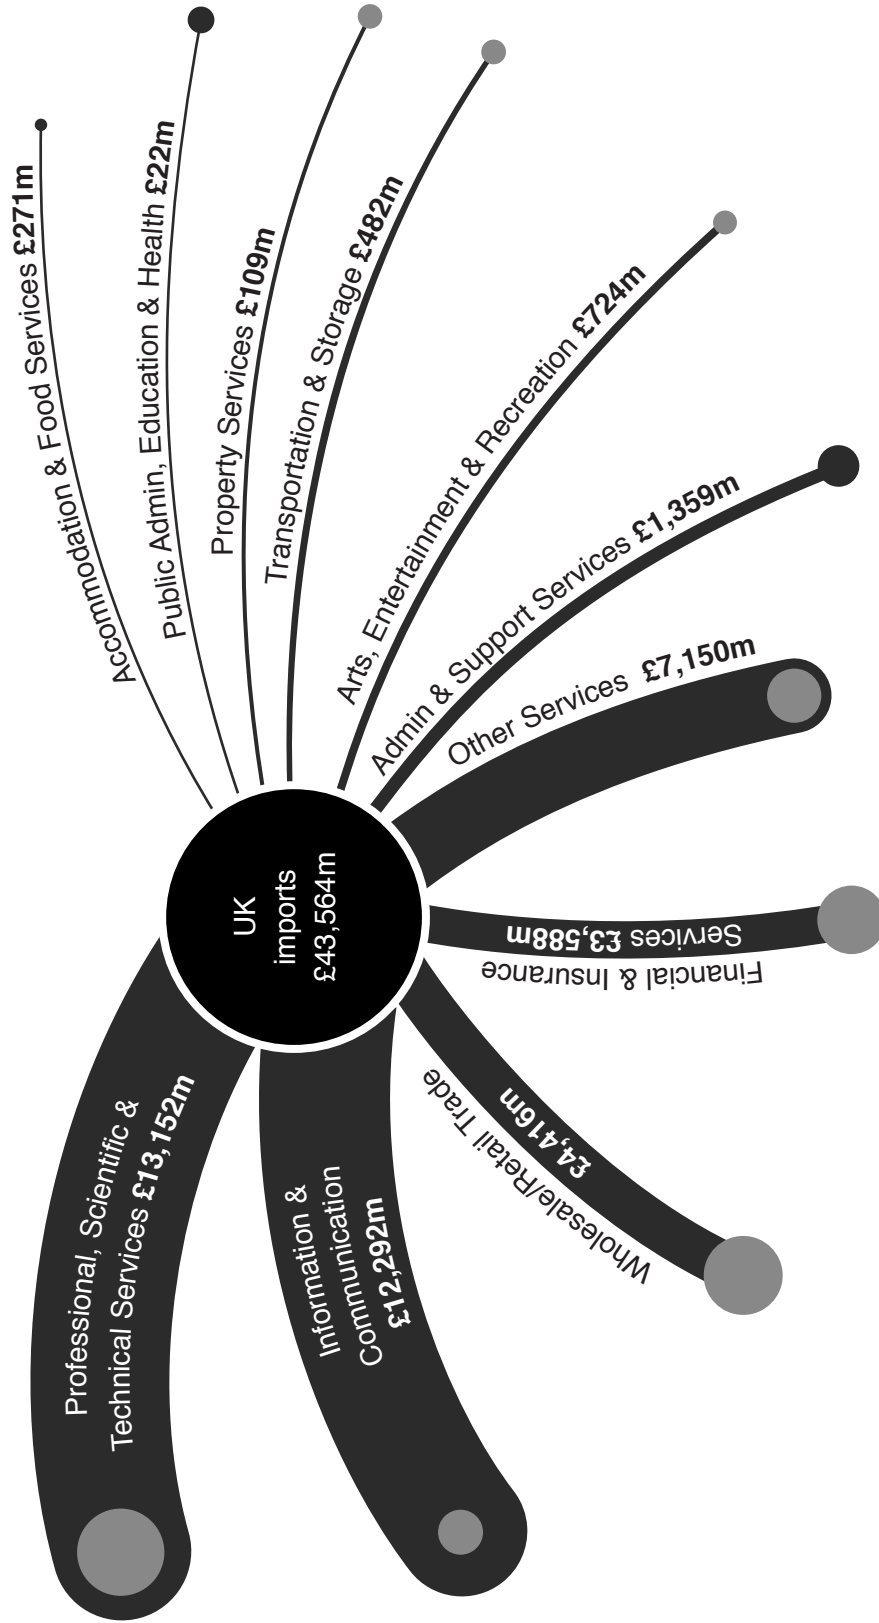 Accommodation & Food Services £271m
Public Admin, Education & Health £22m
Property Services £109m
Transportation & Storage £482m
Arts, Entertainment & Recreation £724m
Admin & Support Services £1,359m
Other Services £7,150m
Financial & Insurance
Services £3,588m
Wholesale/Retail Trade
£4,416m
Information &
Communication
£12,292m
Professional, Scientific &
Technical Services £13,152m
UK
imports
£43,564m